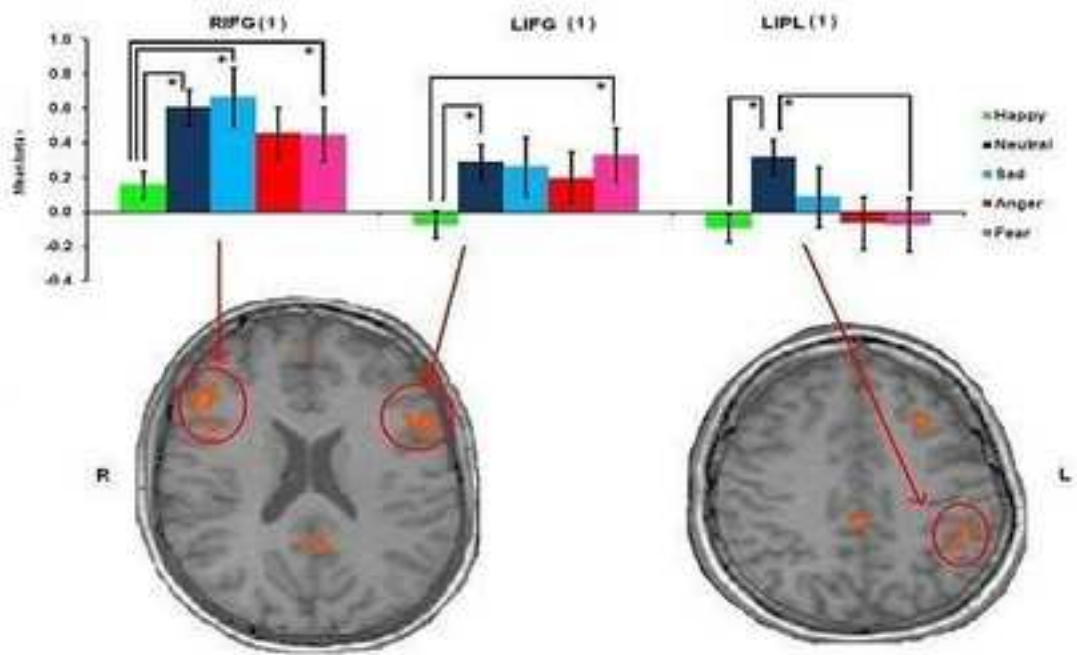 RIFG (1)
LIFG (1)
LIPL (1)
1.0
0.8
0.6
0.4
0.2
0.0
-0.2
-0.4
* * *
* *
* *
Happy
Neutral
Sad
Anger
Fear
R
L